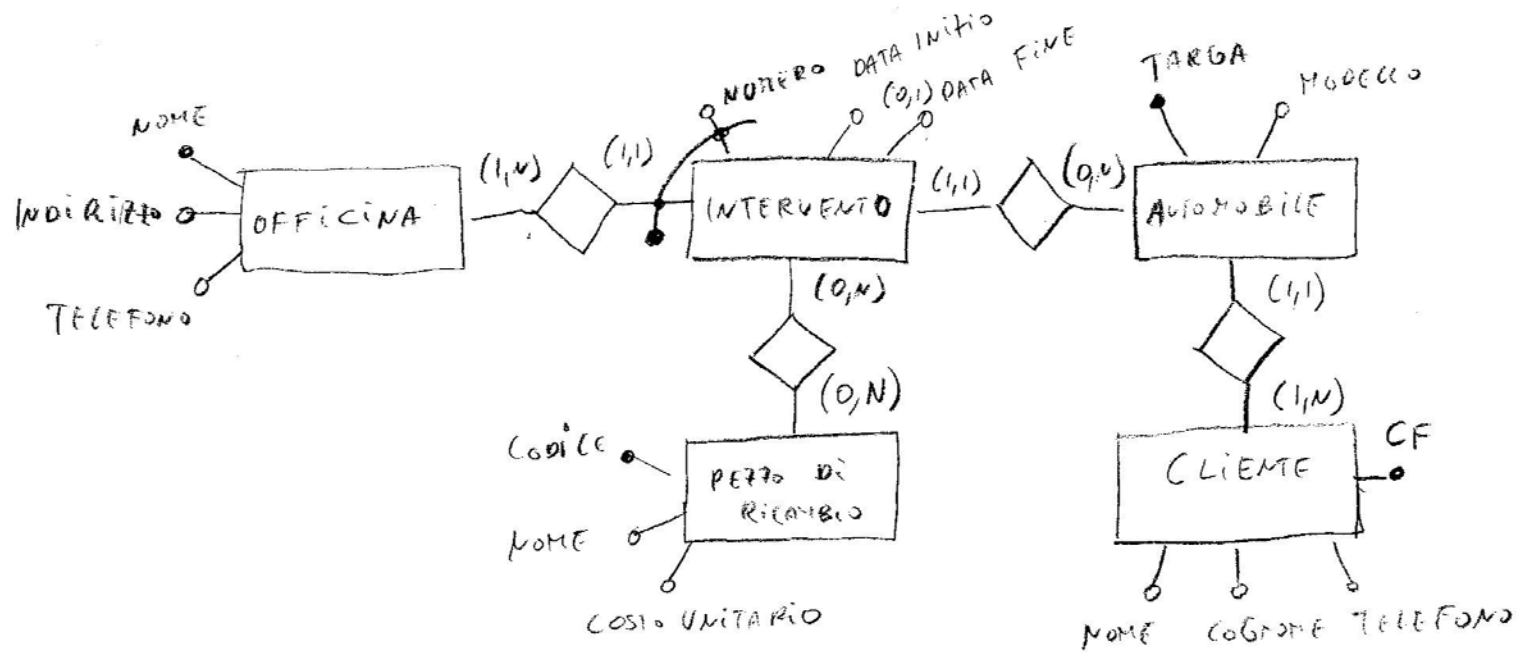 NUMERO DATA INIZIO
(0,1) DATA FINE
TARGA
MODELLO
NOME
(1,N)
(1,1)
(1,1)
(0,N)
INDIRIZZO
OFFICINA
INTERVENTO
AUTOMOBILE
TELEFONO
(0,N)
(1,1)
(0,N)
(1,N)
CODICE
PEZZO DI
RICAMBIO
CLIENTE
CF
NOME
COSTO UNITARIO
NOME COGNOME TELEFONO